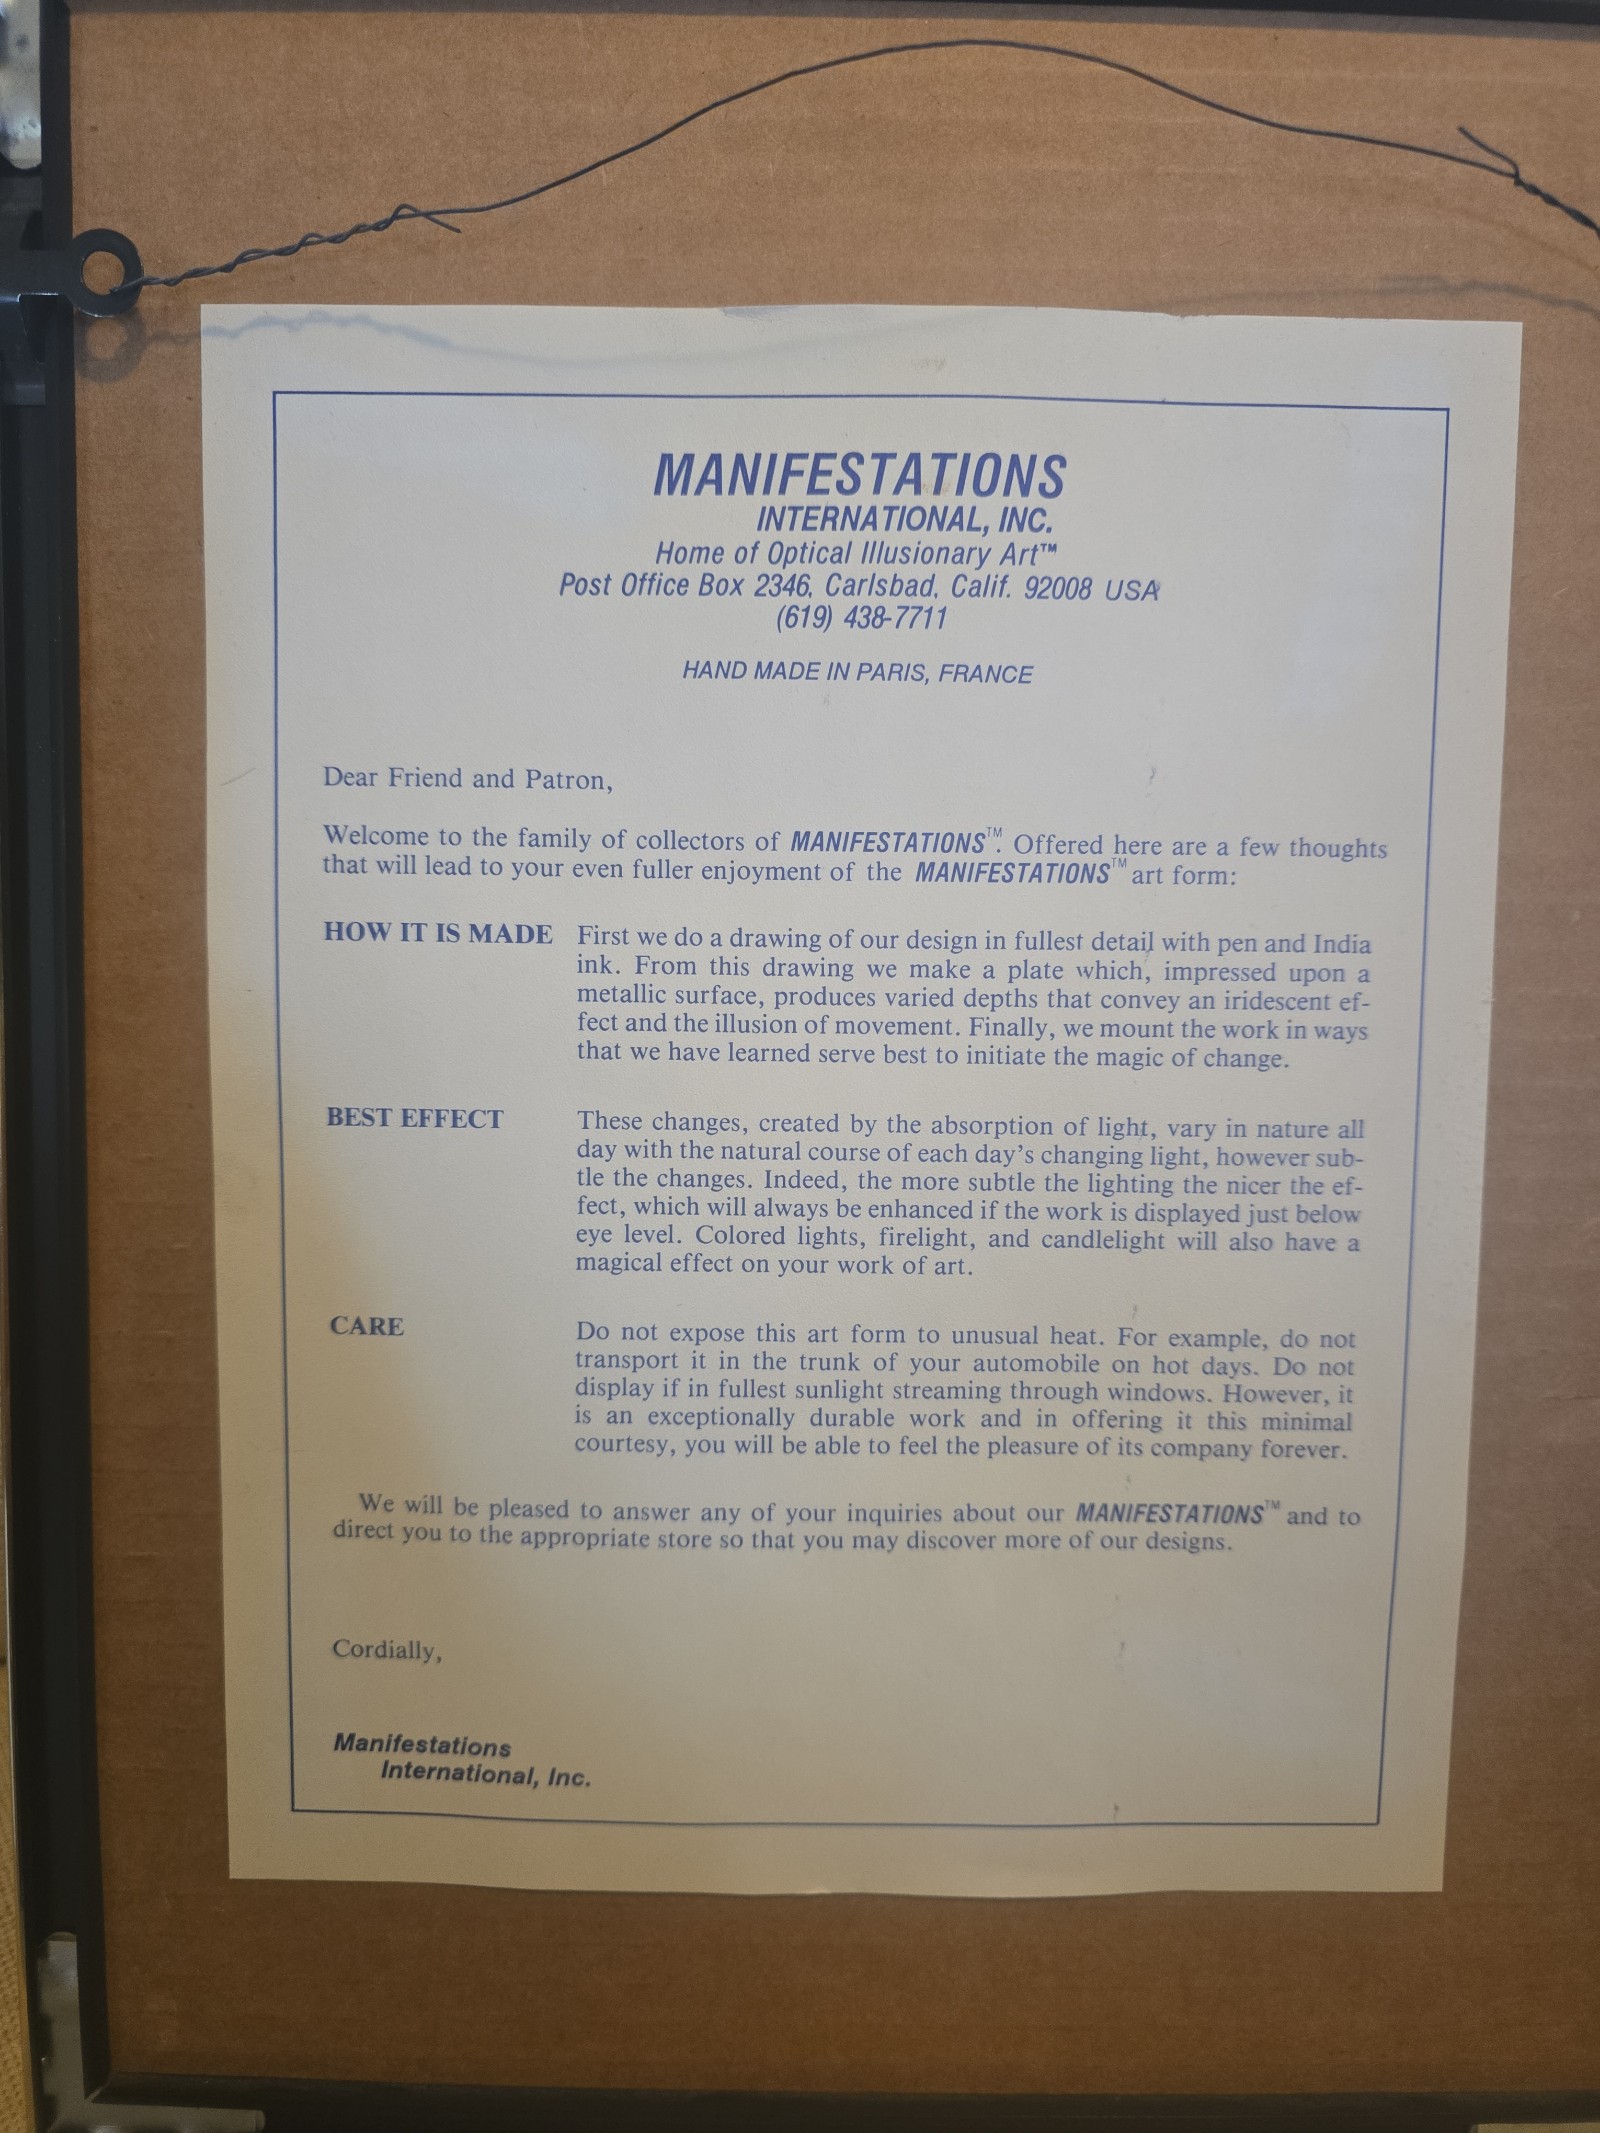 MANIFESTATIONS
INTERNATIONAL, INC.
Home of Optical Illusionary Art™
Post Office Box 2346, Carlsbad, Calif. 92008 USA
(619) 438-7711
HAND MADE IN PARIS, FRANCE
Dear Friend and Patron,
Welcome to the family of collectors of MANIFESTATIONS™. Offered here are a few thoughts
that will lead to your even fuller enjoyment of the MANIFESTATIONS™ art form:
HOW IT IS MADE First we do a drawing of our design in fullest detail with pen and India
ink. From this drawing we make a plate which, impressed upon a
metallic surface, produces varied depths that convey an iridescent ef-
fect and the illusion of movement. Finally, we mount the work in ways
that we have learned serve best to initiate the magic of change.
BEST EFFECT These changes, created by the absorption of light, vary in nature all
day with the natural course of each day's changing light, however sub-
tle the changes. Indeed, the more subtle the lighting the nicer the ef-
fect, which will always be enhanced if the work is displayed just below
eye level. Colored lights, firelight, and candlelight will also have a
magical effect on your work of art.
CARE Do not expose this art form to unusual heat. For example, do not
transport it in the trunk of your automobile on hot days. Do not
display if in fullest sunlight streaming through windows. However, it
is an exceptionally durable work and in offering it this minimal
courtesy, you will be able to feel the pleasure of its company forever.
We will be pleased to answer any of your inquiries about our MANIFESTATIONS™ and to
direct you to the appropriate store so that you may discover more of our designs.
Cordially,
Manifestations
International, Inc.